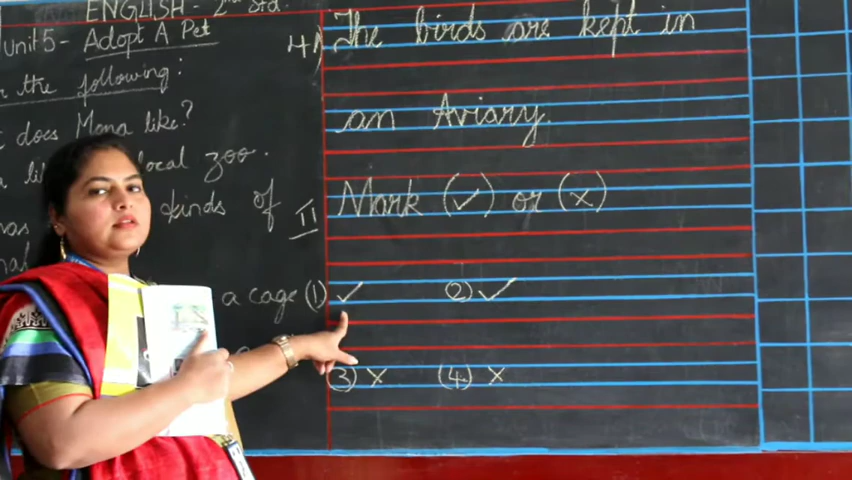 ENGLISH - 2nd Std.
Unit 5 - Adopt A Pet
the following:
does Mena like?
local zoo.
kinds of
a cage
4) The birds are kept in
an Aviary.
II Mark (✓) or (×)
(1) ✓ (2) ✓
(3) × (4) ×